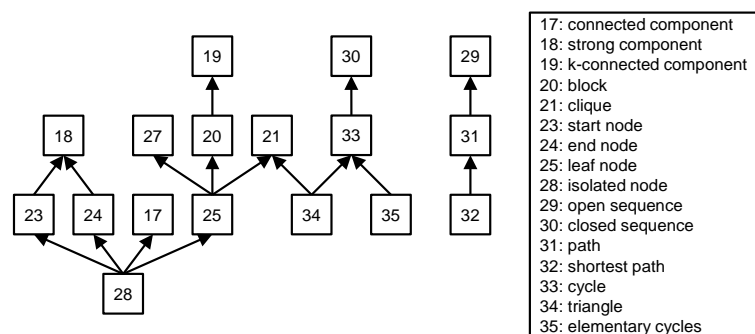 19
30
29
18
27
20
21
33
31
23
24
17
25
34
35
32
28
17: connected component
18: strong component
19: k-connected component
20: block
21: clique
23: start node
24: end node
25: leaf node
28: isolated node
29: open sequence
30: closed sequence
31: path
32: shortest path
33: cycle
34: triangle
35: elementary cycles